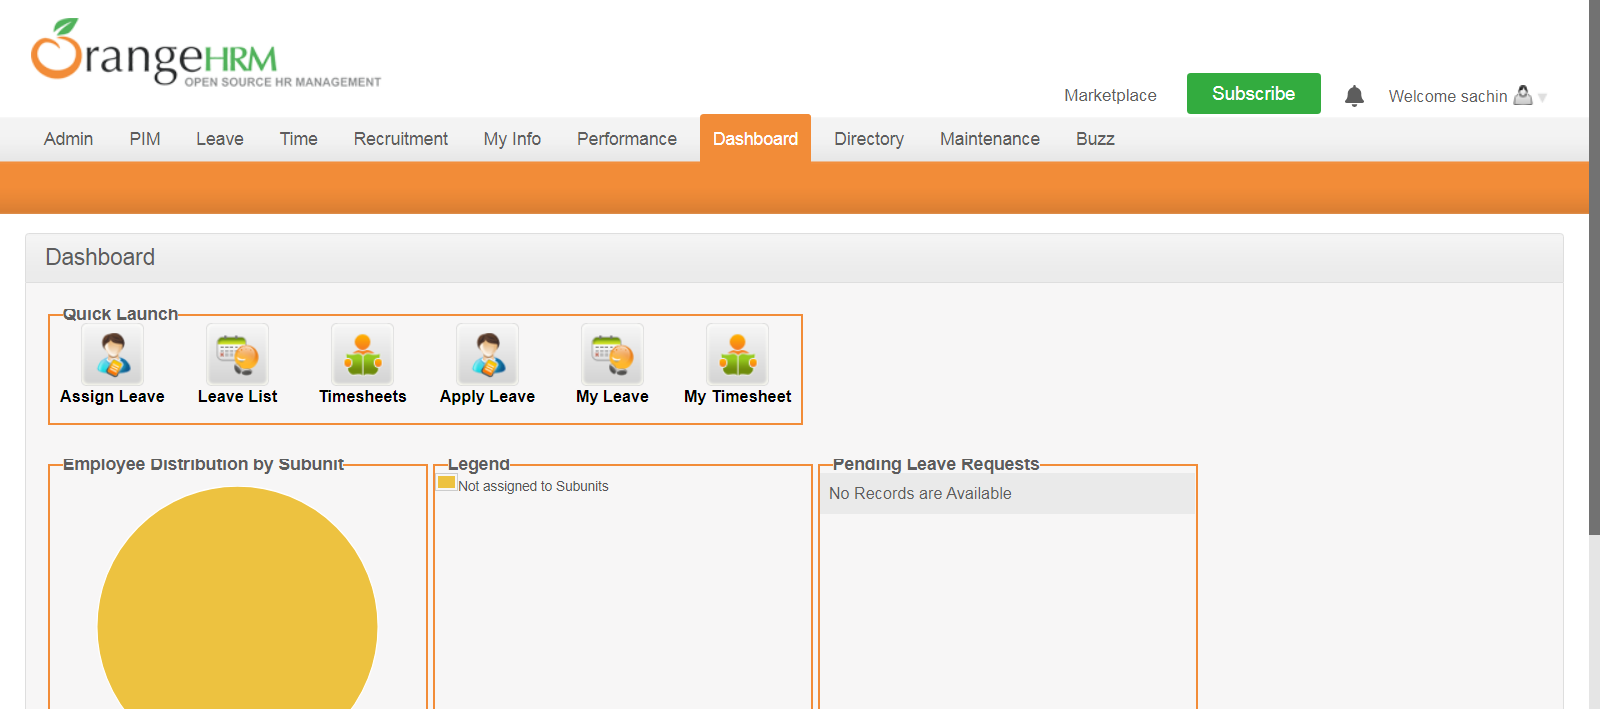 OrangeHRM
OPEN SOURCE HR MANAGEMENT
Marketplace Subscribe Welcome sachin
Admin PIM Leave Time Recruitment My Info Performance Dashboard Directory Maintenance Buzz
Dashboard
Quick Launch
Assign Leave Leave List Timesheets Apply Leave My Leave My Timesheet
Employee Distribution by Subunit Legend Pending Leave Requests
Not assigned to Subunits
No Records are Available